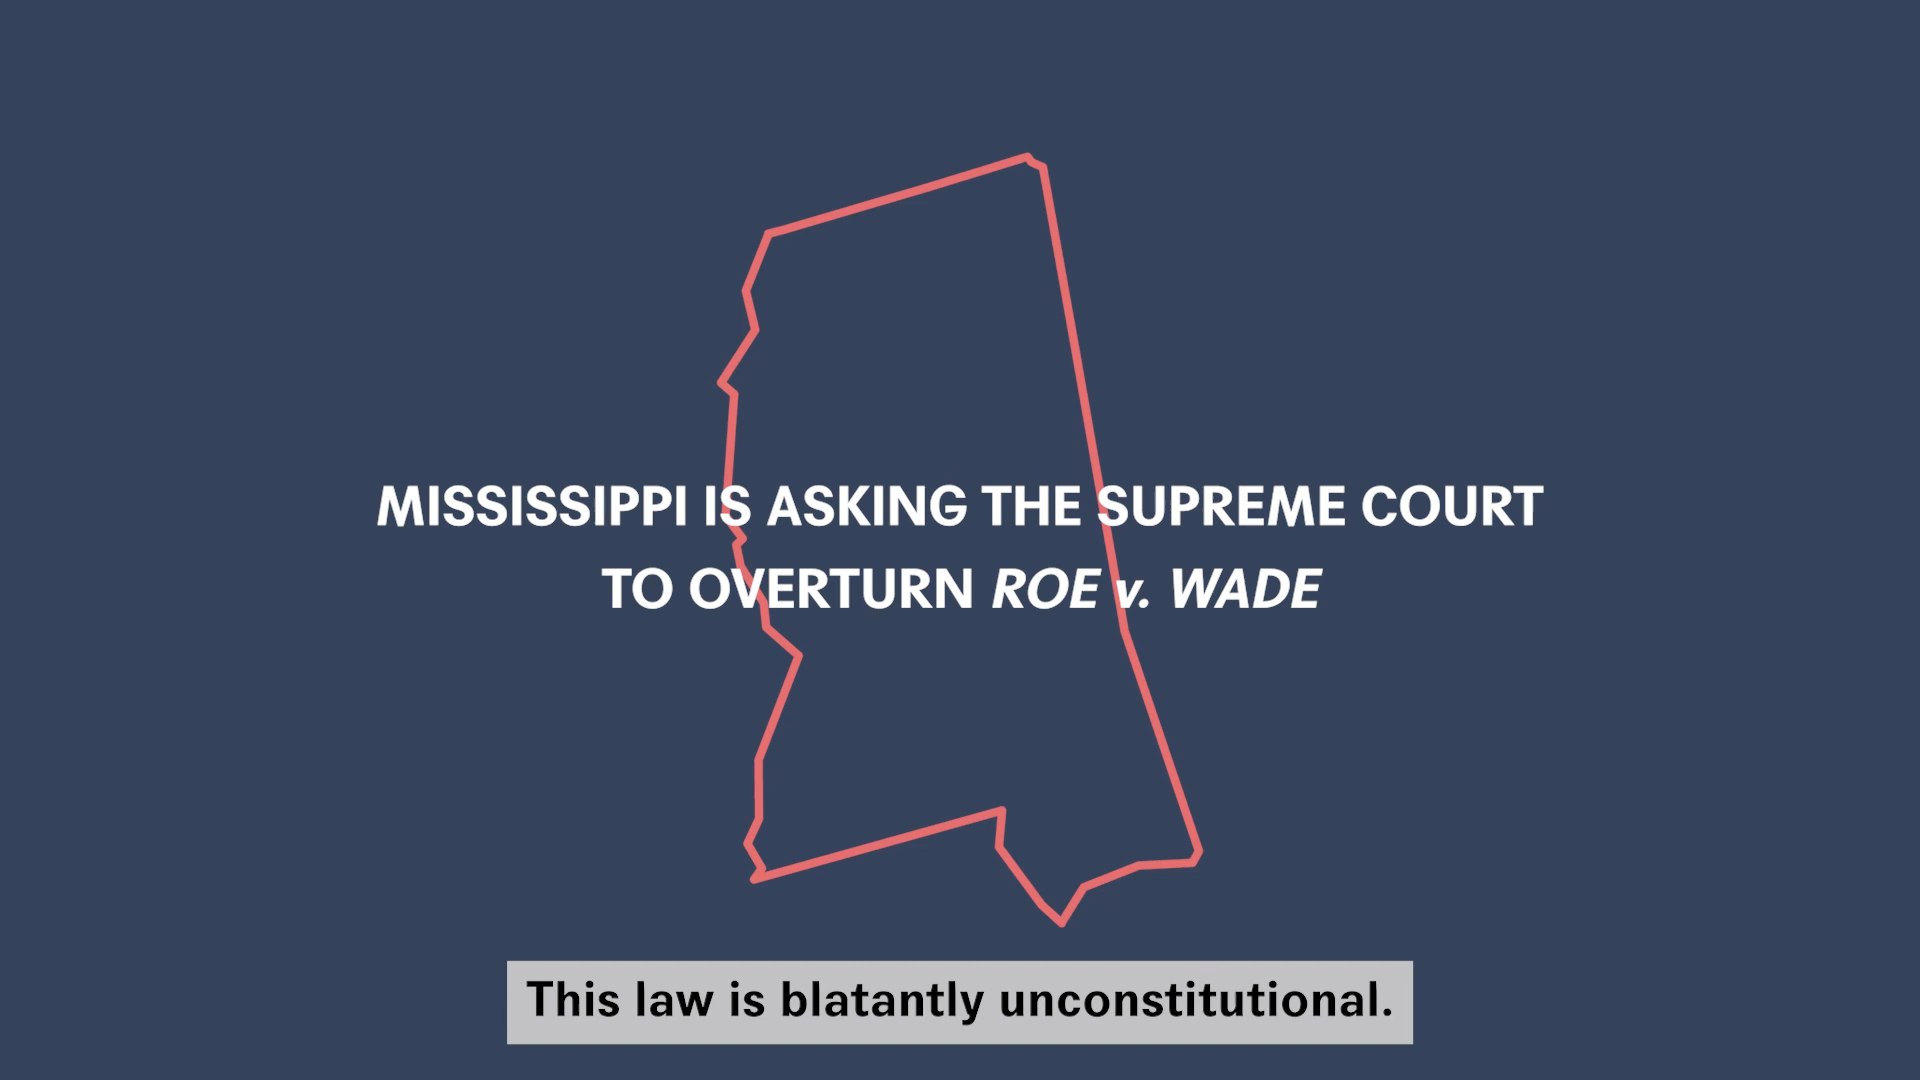 MISSISSIPPI IS ASKING THE SUPREME COURT
TO OVERTURN ROE v. WADE
This law is blatantly unconstitutional.